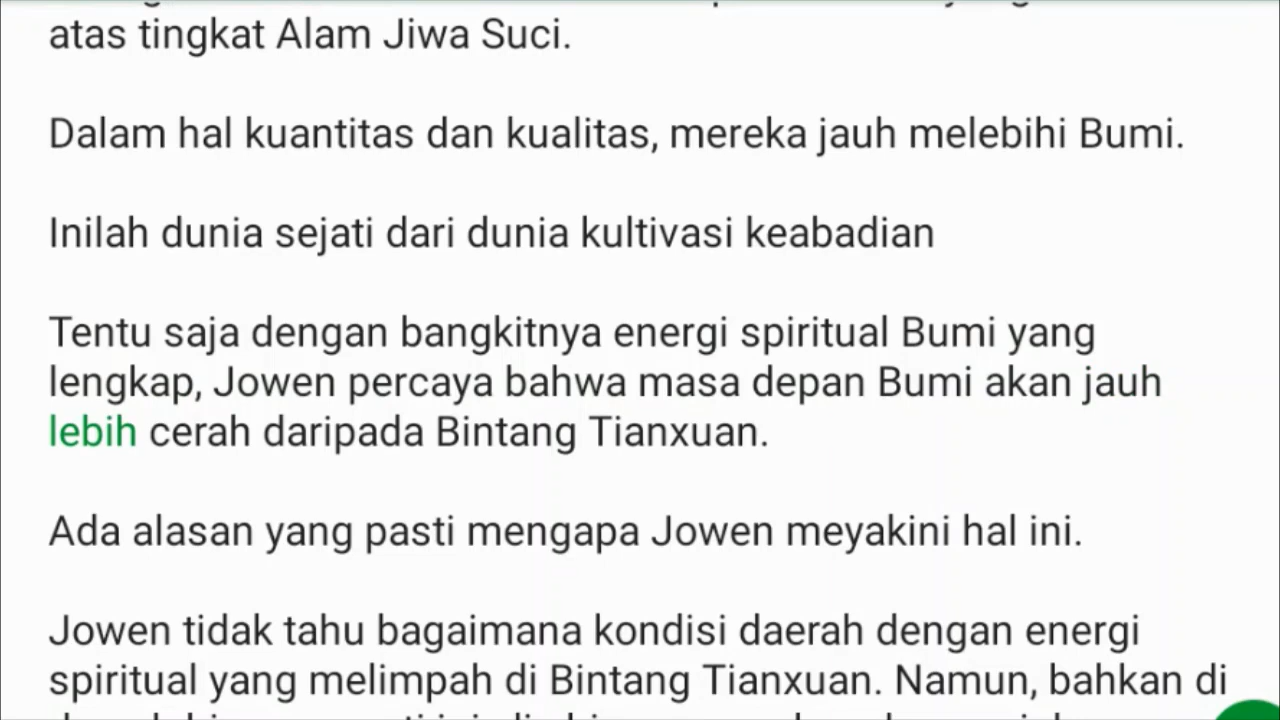 atas tingkat Alam Jiwa Suci.
Dalam hal kuantitas dan kualitas, mereka jauh melebihi Bumi.
Inilah dunia sejati dari dunia kultivasi keabadian
Tentu saja dengan bangkitnya energi spiritual Bumi yang
lengkap, Jowen percaya bahwa masa depan Bumi akan jauh
lebih cerah daripada Bintang Tianxuan.
Ada alasan yang pasti mengapa Jowen meyakini hal ini.
Jowen tidak tahu bagaimana kondisi daerah dengan energi
spiritual yang melimpah di Bintang Tianxuan. Namun, bahkan di